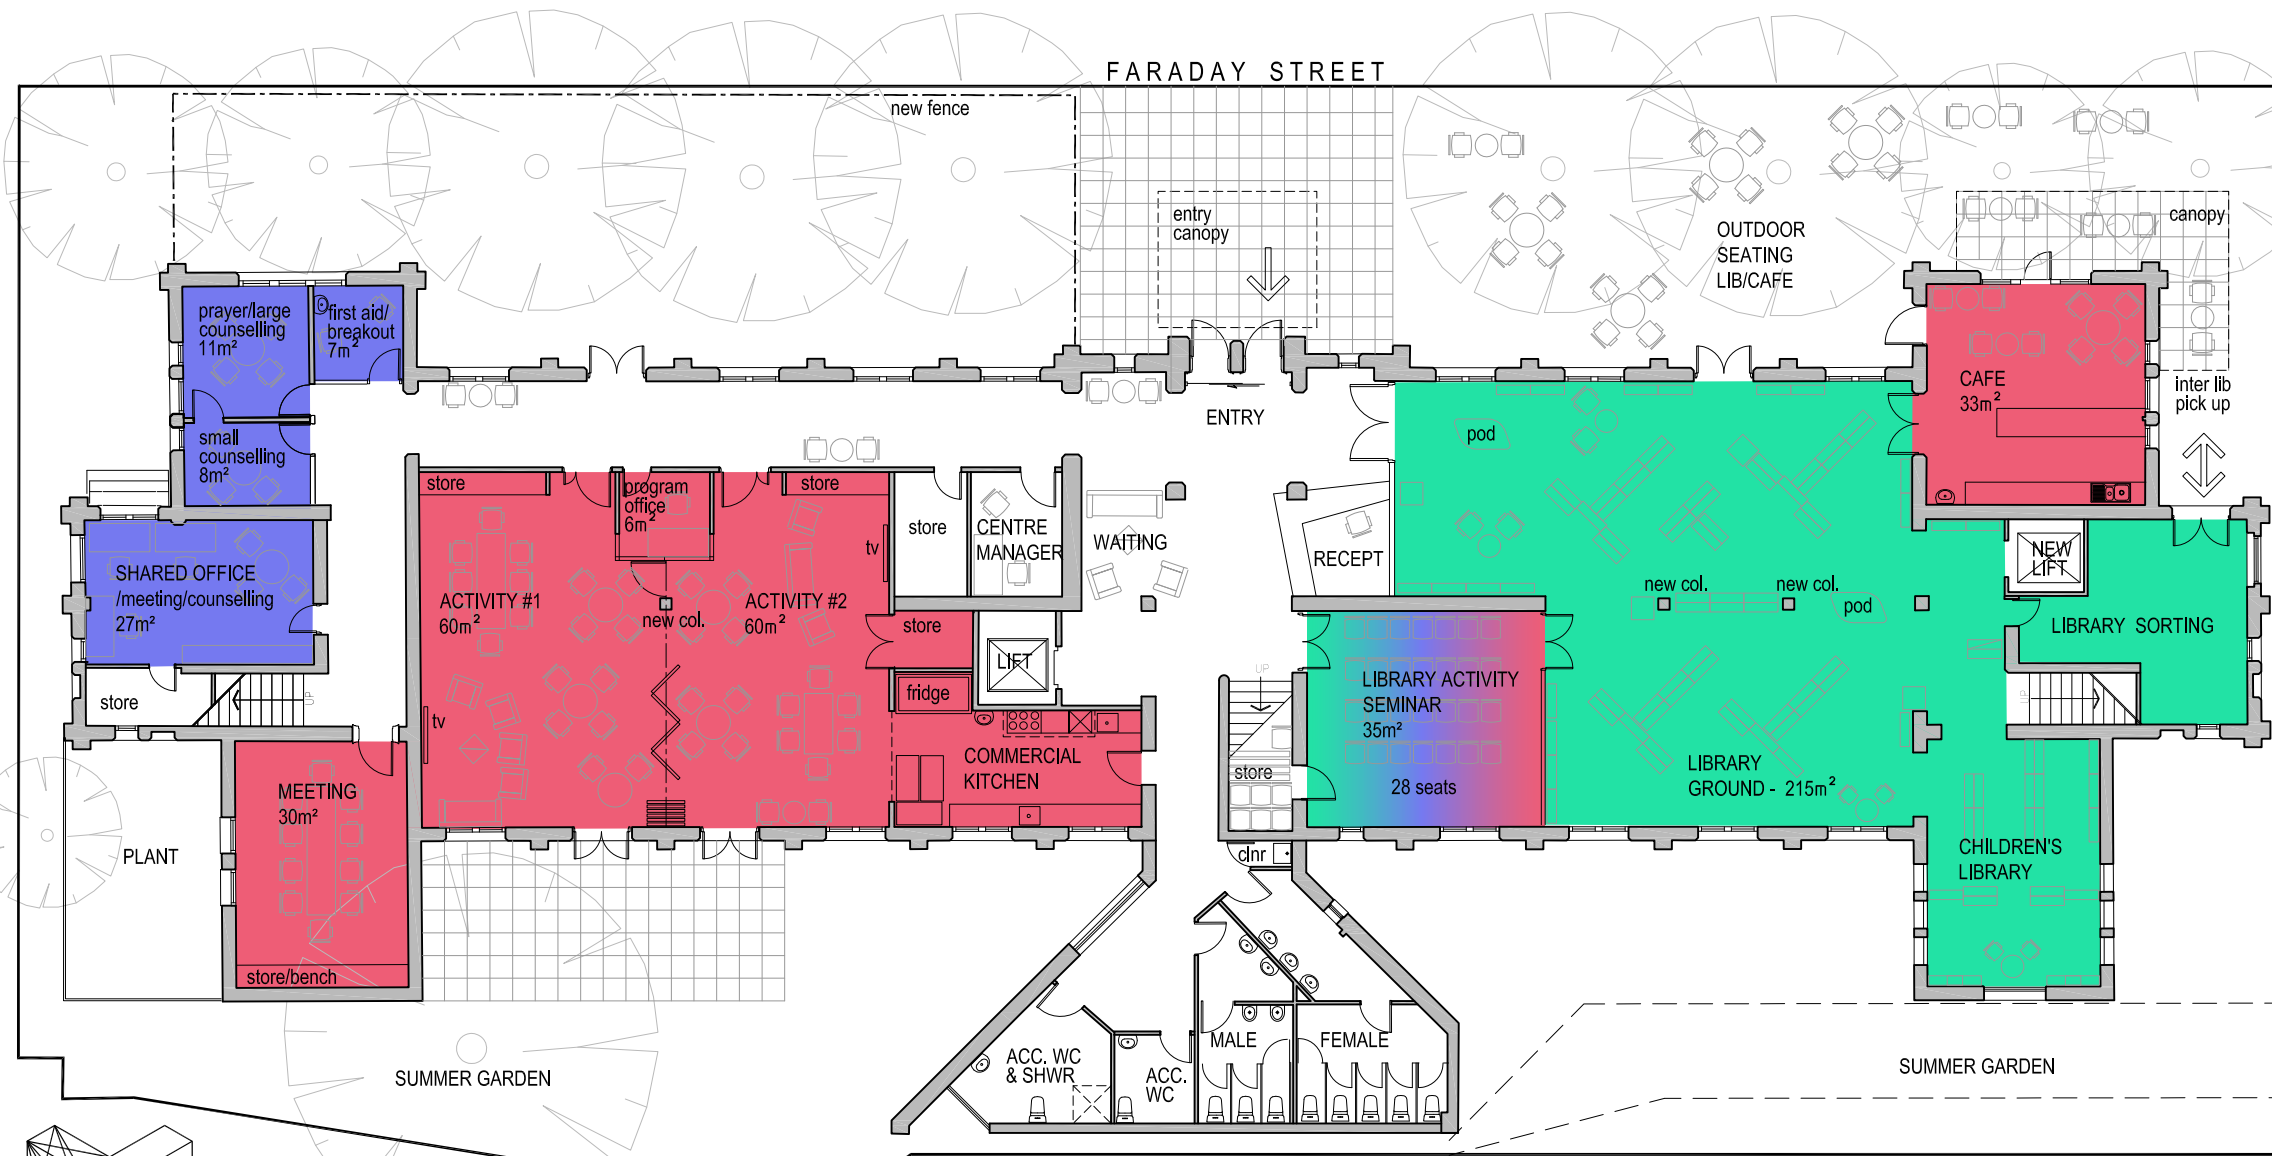 FARADAY STREET
new fence
entry
canopy
OUTDOOR
SEATING
LIB/CAFE
canopy
prayer/large
counselling
11m²
first aid/
breakout
7m²
small
counselling
8m²
ENTRY
pod
CAFE
33m²
inter lib
pick up
store
program
office
6m²
store
tv
store
CENTRE
MANAGER
WAITING
RECEPT
NEW
LIFT
SHARED OFFICE
/meeting/counselling
27m²
ACTIVITY #1
60m²
new col.
ACTIVITY #2
60m²
store
new col.
new col.
pod
LIBRARY SORTING
LIFT
UP
store
UP
tv
fridge
LIBRARY ACTIVITY
SEMINAR
35m²
UP
MEETING
30m²
COMMERCIAL
KITCHEN
store
28 seats
LIBRARY
GROUND - 215m²
PLANT
clnr
CHILDREN'S
LIBRARY
store/bench
MALE
FEMALE
ACC. WC
& SHWR
ACC.
WC
SUMMER GARDEN
SUMMER GARDEN